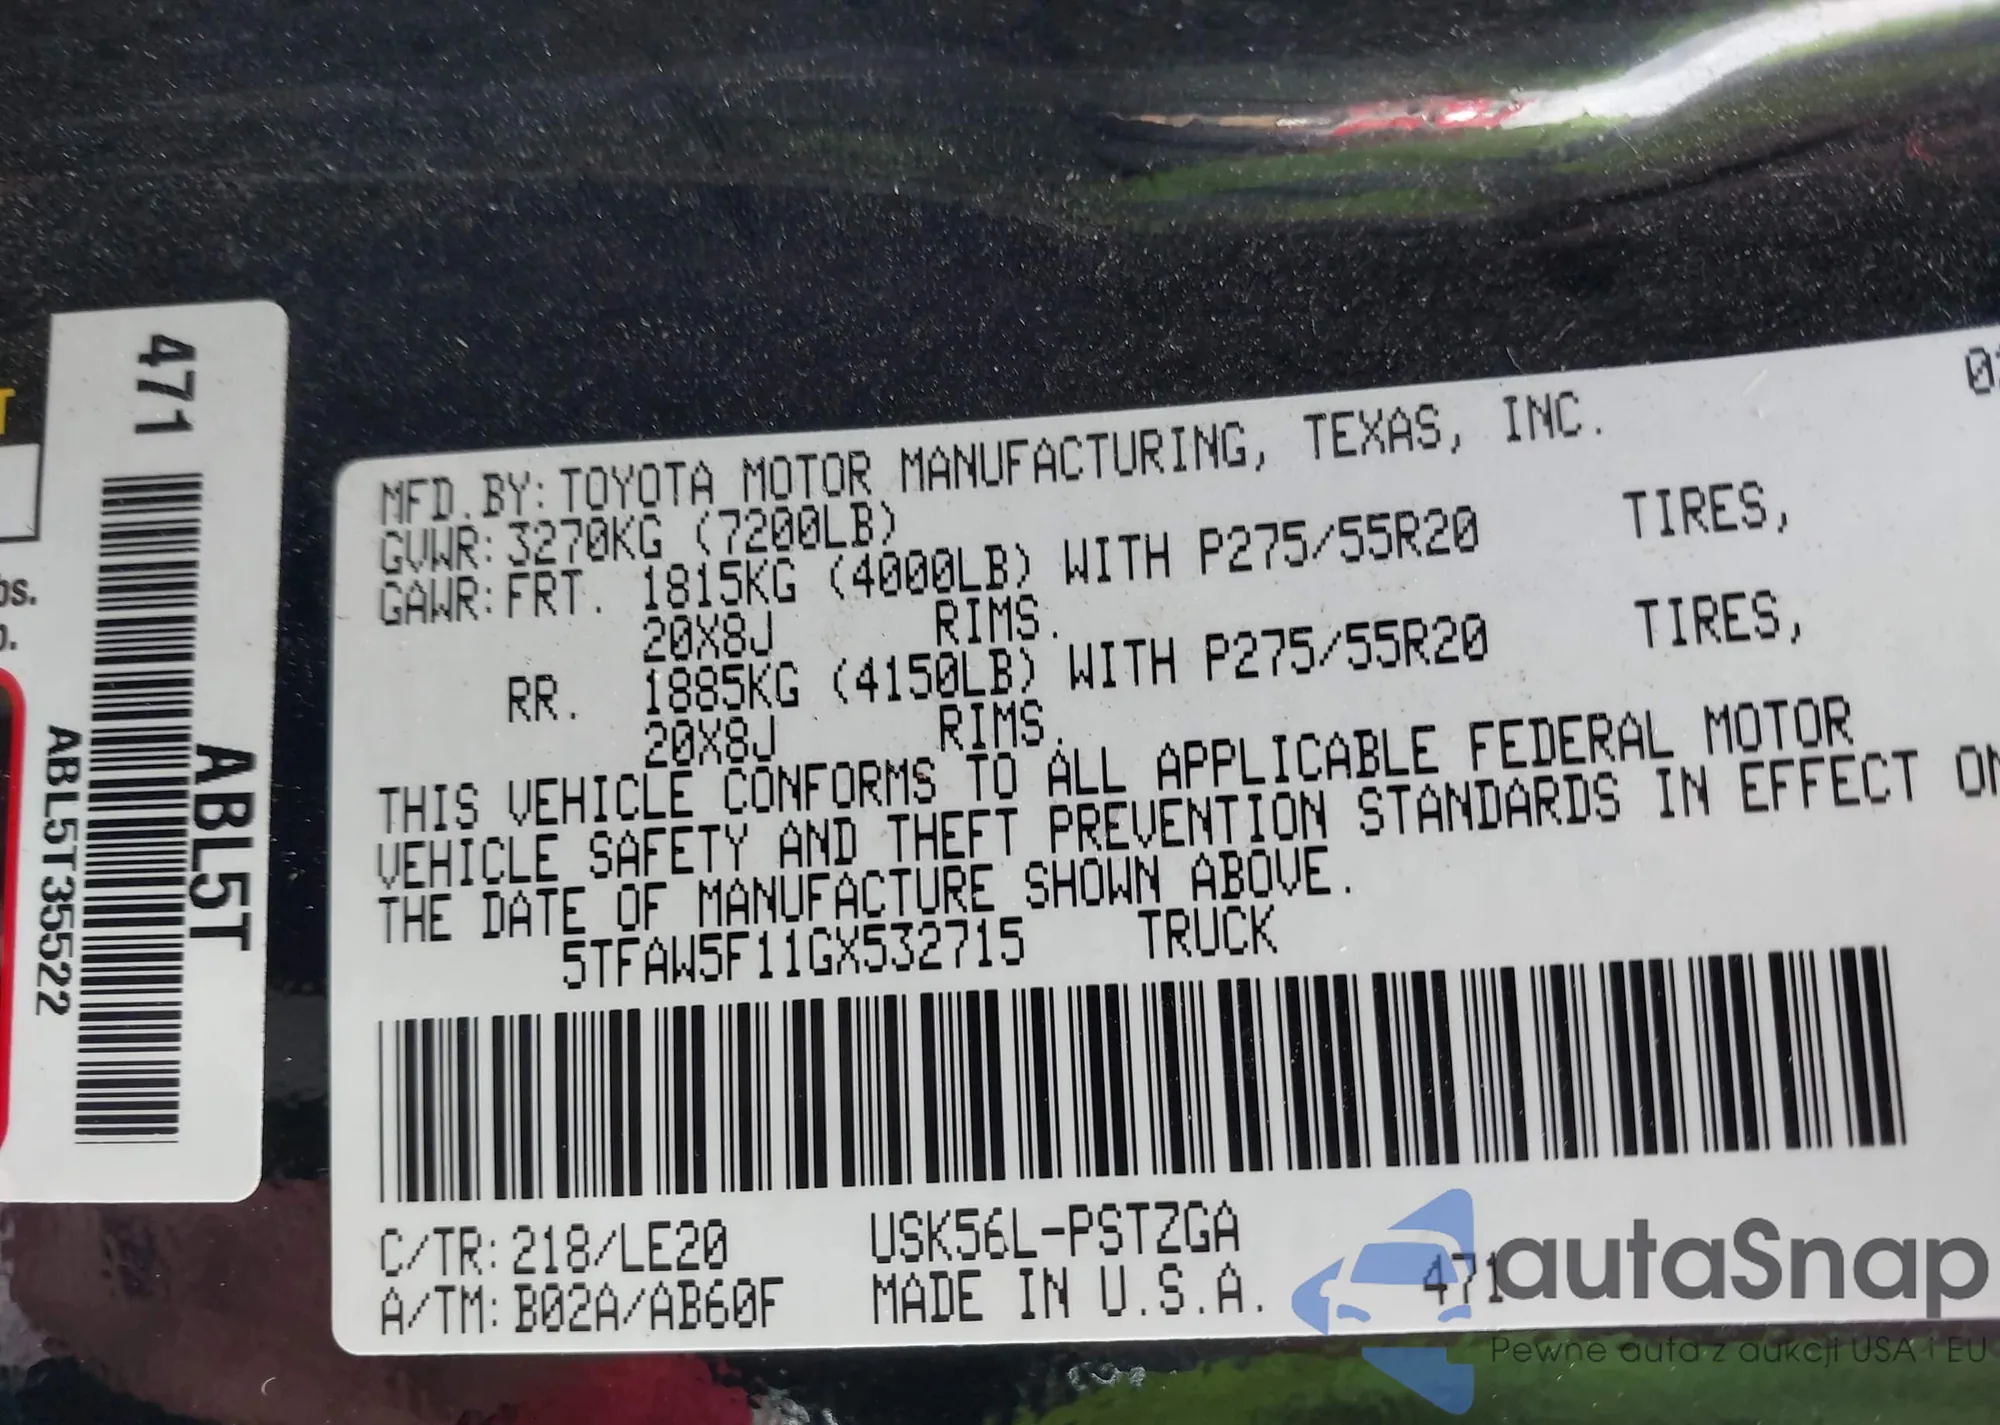 471
ABL5T
ABL5T35522
bs.
MFD.BY:TOYOTA MOTOR MANUFACTURING, TEXAS, INC.
GVWR:3270KG (7200LB)
GAWR:FRT. 1815KG (4000LB) WITH P275/55R20 TIRES,
20X8J RIMS.
RR. 1885KG (4150LB) WITH P275/55R20 TIRES,
20X8J RIMS.
THIS VEHICLE CONFORMS TO ALL APPLICABLE FEDERAL MOTOR
VEHICLE SAFETY AND THEFT PREVENTION STANDARDS IN EFFECT ON
THE DATE OF MANUFACTURE SHOWN ABOVE.
5TFAW5F11GX532715 TRUCK
C/TR:218/LE20 USK56L-PSTZGA
A/TM:B02A/AB60F MADE IN U.S.A. 471
autaSnap
Pewne auta z aukcji USA i EU